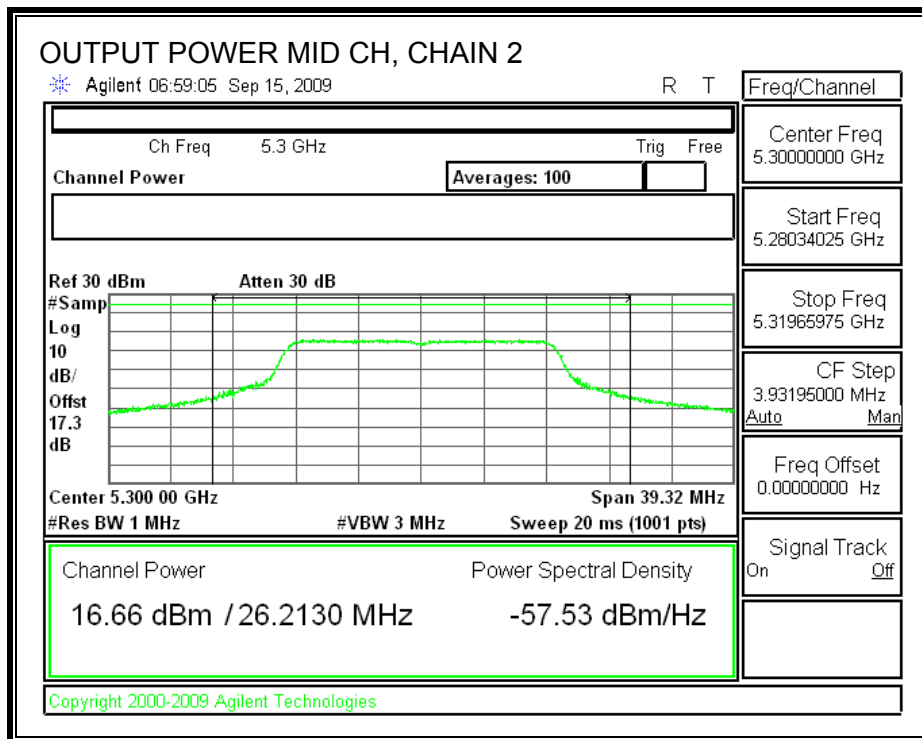 OUTPUT POWER MID CH, CHAIN 2
Agilent 06:59:05 Sep 15, 2009 R T
Freq/Channel
Ch Freq 5.3 GHz Trig Free
Channel Power Averages: 100
Center Freq
5.30000000 GHz
Start Freq
5.28034025 GHz
Stop Freq
5.31965975 GHz
CF Step
3.93195000 MHz
Auto Man
Freq Offset
0.00000000 Hz
Signal Track
On Off
Ref 30 dBm Atten 30 dB
#Samp
Log
10
dB/
Offst
17.3
dB
Center 5.300 00 GHz Span 39.32 MHz
#Res BW 1 MHz #VBW 3 MHz Sweep 20 ms (1001 pts)
Channel Power Power Spectral Density
16.66 dBm / 26.2130 MHz -57.53 dBm/Hz
Copyright 2000-2009 Agilent Technologies